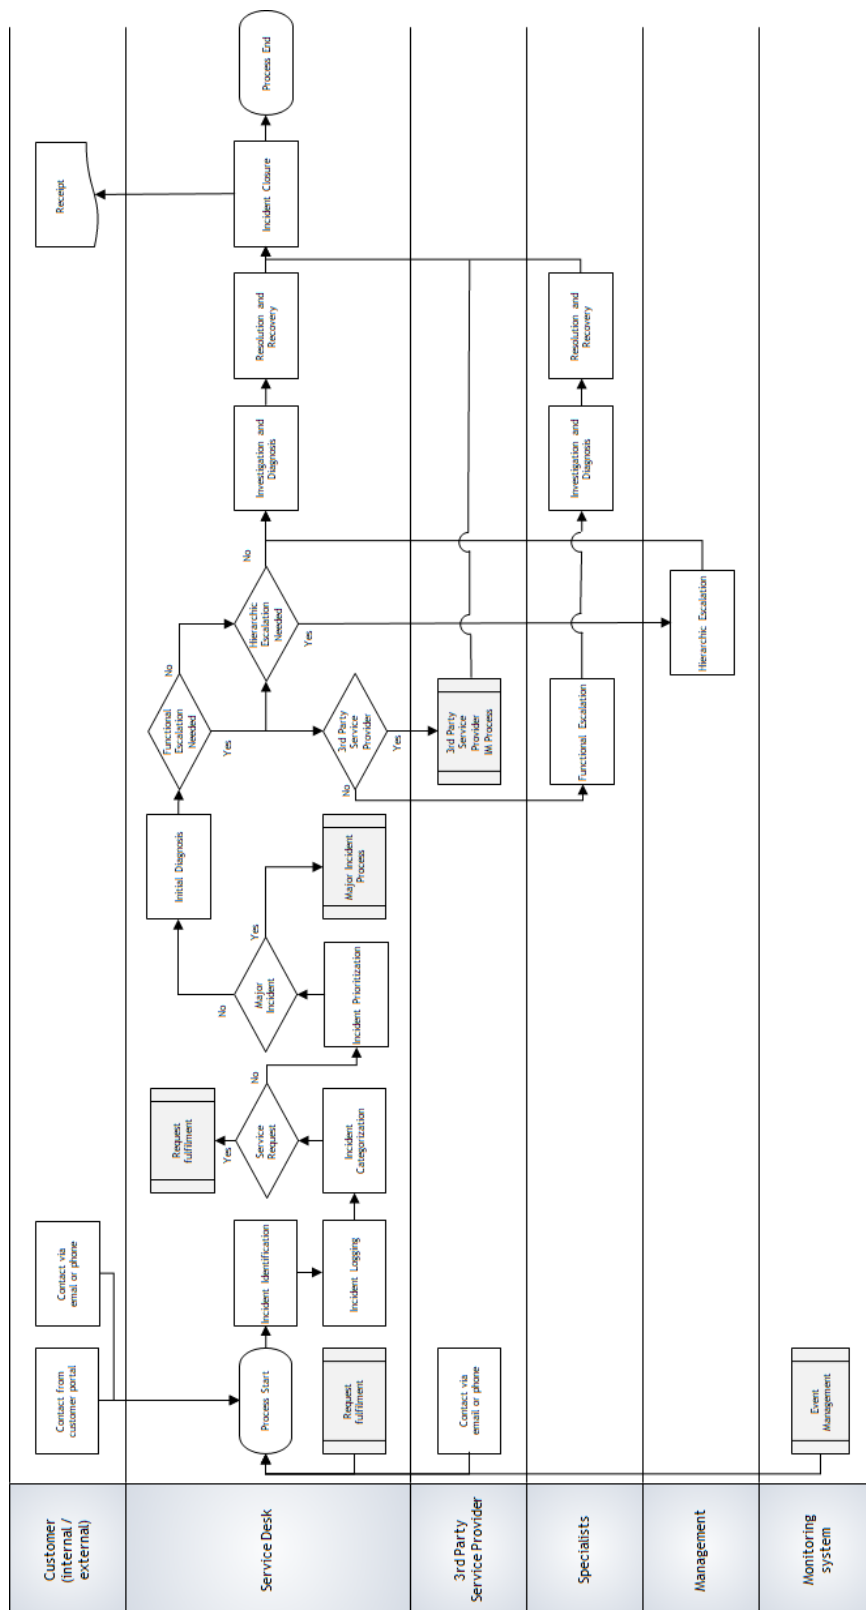 Customer
(internal /
external)
Contact from
customer portal
Contact via
email or phone
Receipt
Service Desk
Process Start
Request
fulfilment
Incident Identification
Incident Logging
Incident
Categorization
Service
Request
Yes
No
Request
fulfilment
Incident Prioritization
Major
Incident
No
Yes
Major Incident
Process
Initial Diagnosis
Functional
Escalation
Needed
No
Yes
3rd Party
Service
Provider
No
Yes
Hierarchic
Escalation
Needed
No
Yes
Investigation and
Diagnosis
Resolution and
Recovery
Incident Closure
Process End
3rd Party
Service Provider
Contact via
email or phone
3rd Party
Service
Provider
IM Process
Specialists
Functional Escalation
Investigation and
Diagnosis
Resolution and
Recovery
Management
Hierarchic Escalation
Monitoring
system
Event
Management